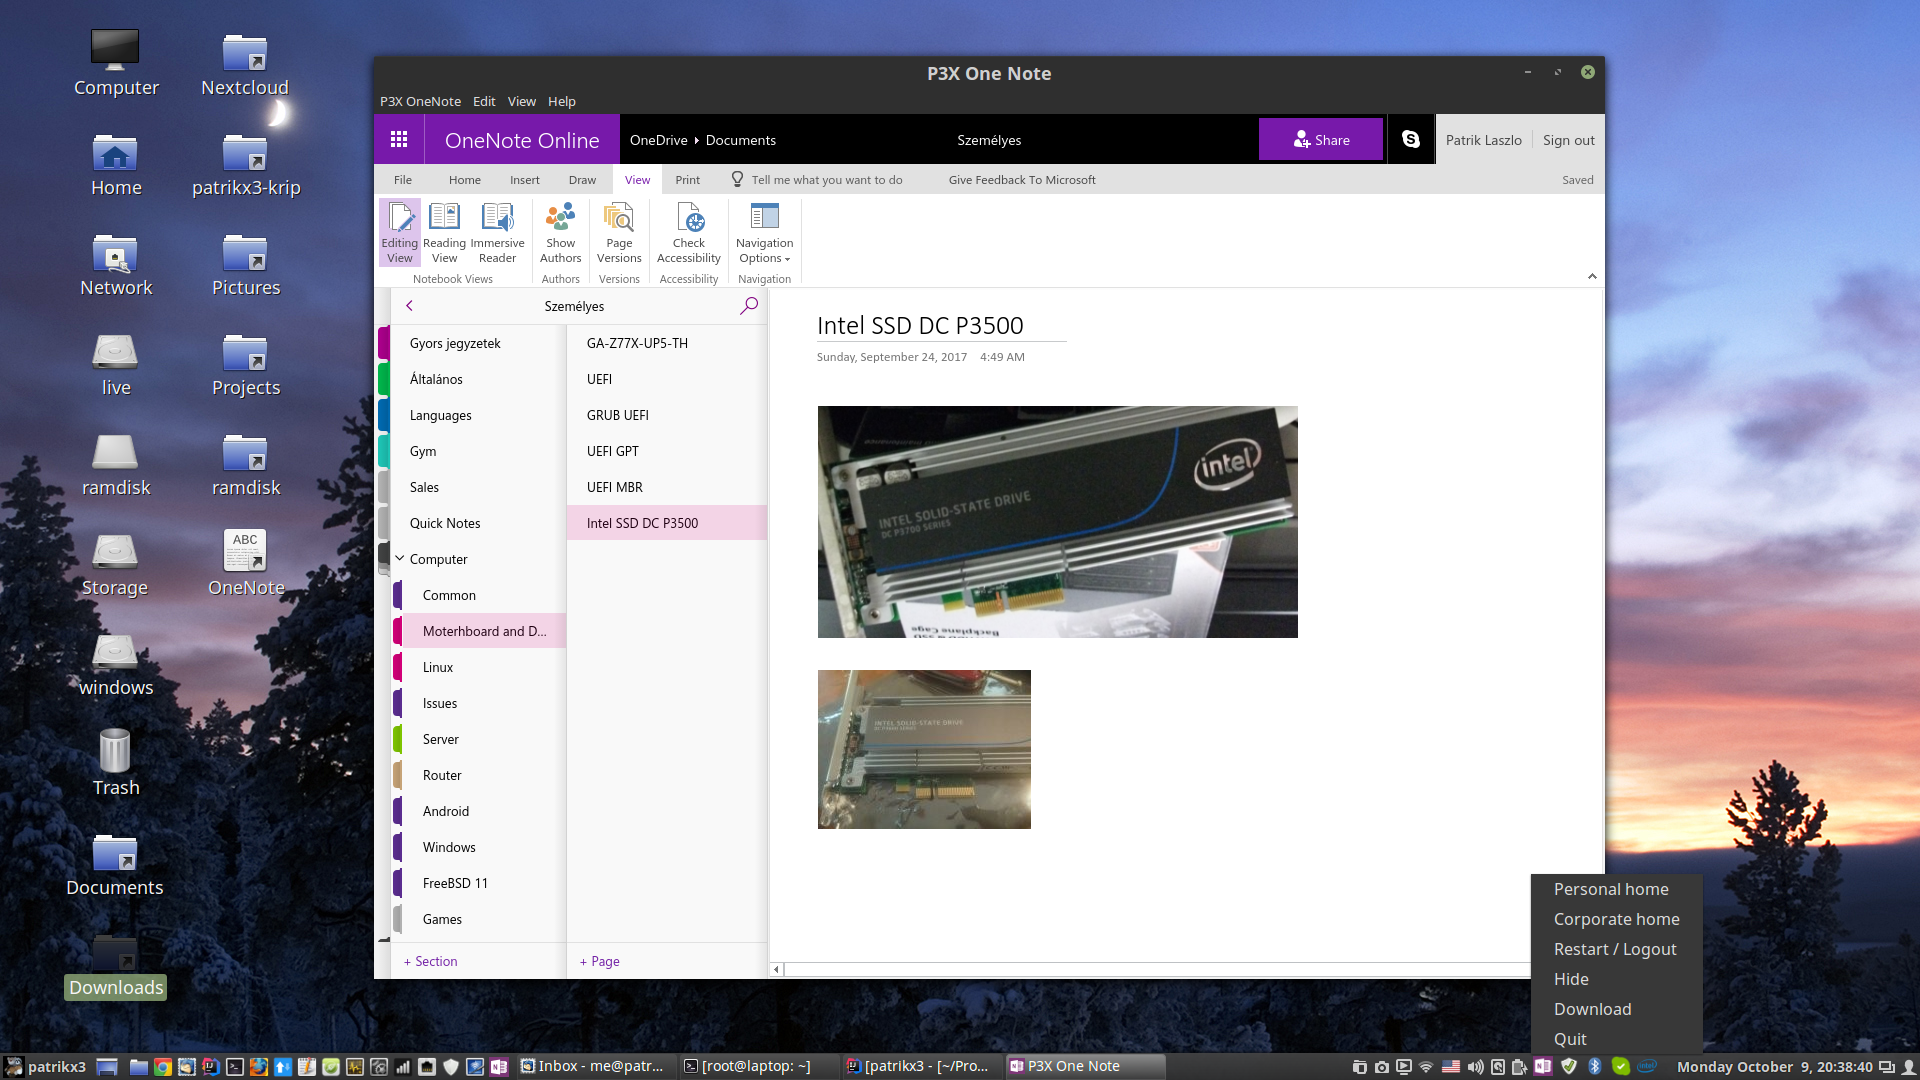 Computer
Nextcloud
Home
patrikx3-krip
Network
Pictures
live
Projects
ramdisk
ramdisk
Storage
ABC
OneNote
windows
Trash
Documents
Downloads
P3X One Note
P3X OneNote Edit View Help
OneNote Online
OneDrive Documents
Személyes
Share
Patrik Laszlo
Sign out
File Home Insert Draw View Print Tell me what you want to do Give Feedback To Microsoft Saved
Editing View
Reading View
Immersive Reader
Show Authors
Page Versions
Check Accessibility
Navigation Options
Notebook Views
Authors
Versions
Accessibility
Navigation
Személyes
Gyors jegyzetek
Általános
Languages
Gym
Sales
Quick Notes
Computer
Common
Moterhboard and D...
Linux
Issues
Server
Router
Android
Windows
FreeBSD 11
Games
+ Section
GA-Z77X-UP5-TH
UEFI
GRUB UEFI
UEFI GPT
UEFI MBR
Intel SSD DC P3500
+ Page
Intel SSD DC P3500
Sunday, September 24, 2017 4:49 AM
intel
INTEL SOLID-STATE DRIVE
DC P3700 SERIES
Backplane Cage
INTEL SOLID-STATE DRIVE
Personal home
Corporate home
Restart / Logout
Hide
Download
Quit
patrikx3
Inbox - me@patr...
[root@laptop: ~]
[patrikx3 - [~/Pro...
P3X One Note
Monday October 9, 20:38:40